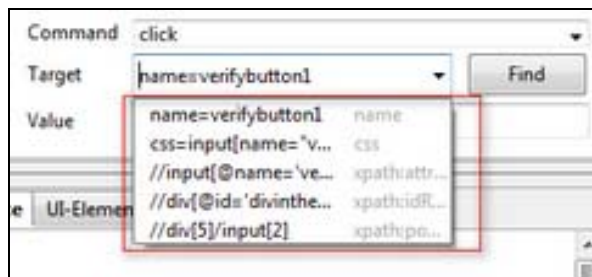 Command click
Target name=verifybutton1 Find
Value
name=verifybutton1 name
css=input[name="v... css
//input[@name='ve... xpath:attr...
//div[@id='divinthe... xpath:idR...
//div[5]/input[2] xpath:po...
e UI-Elemen